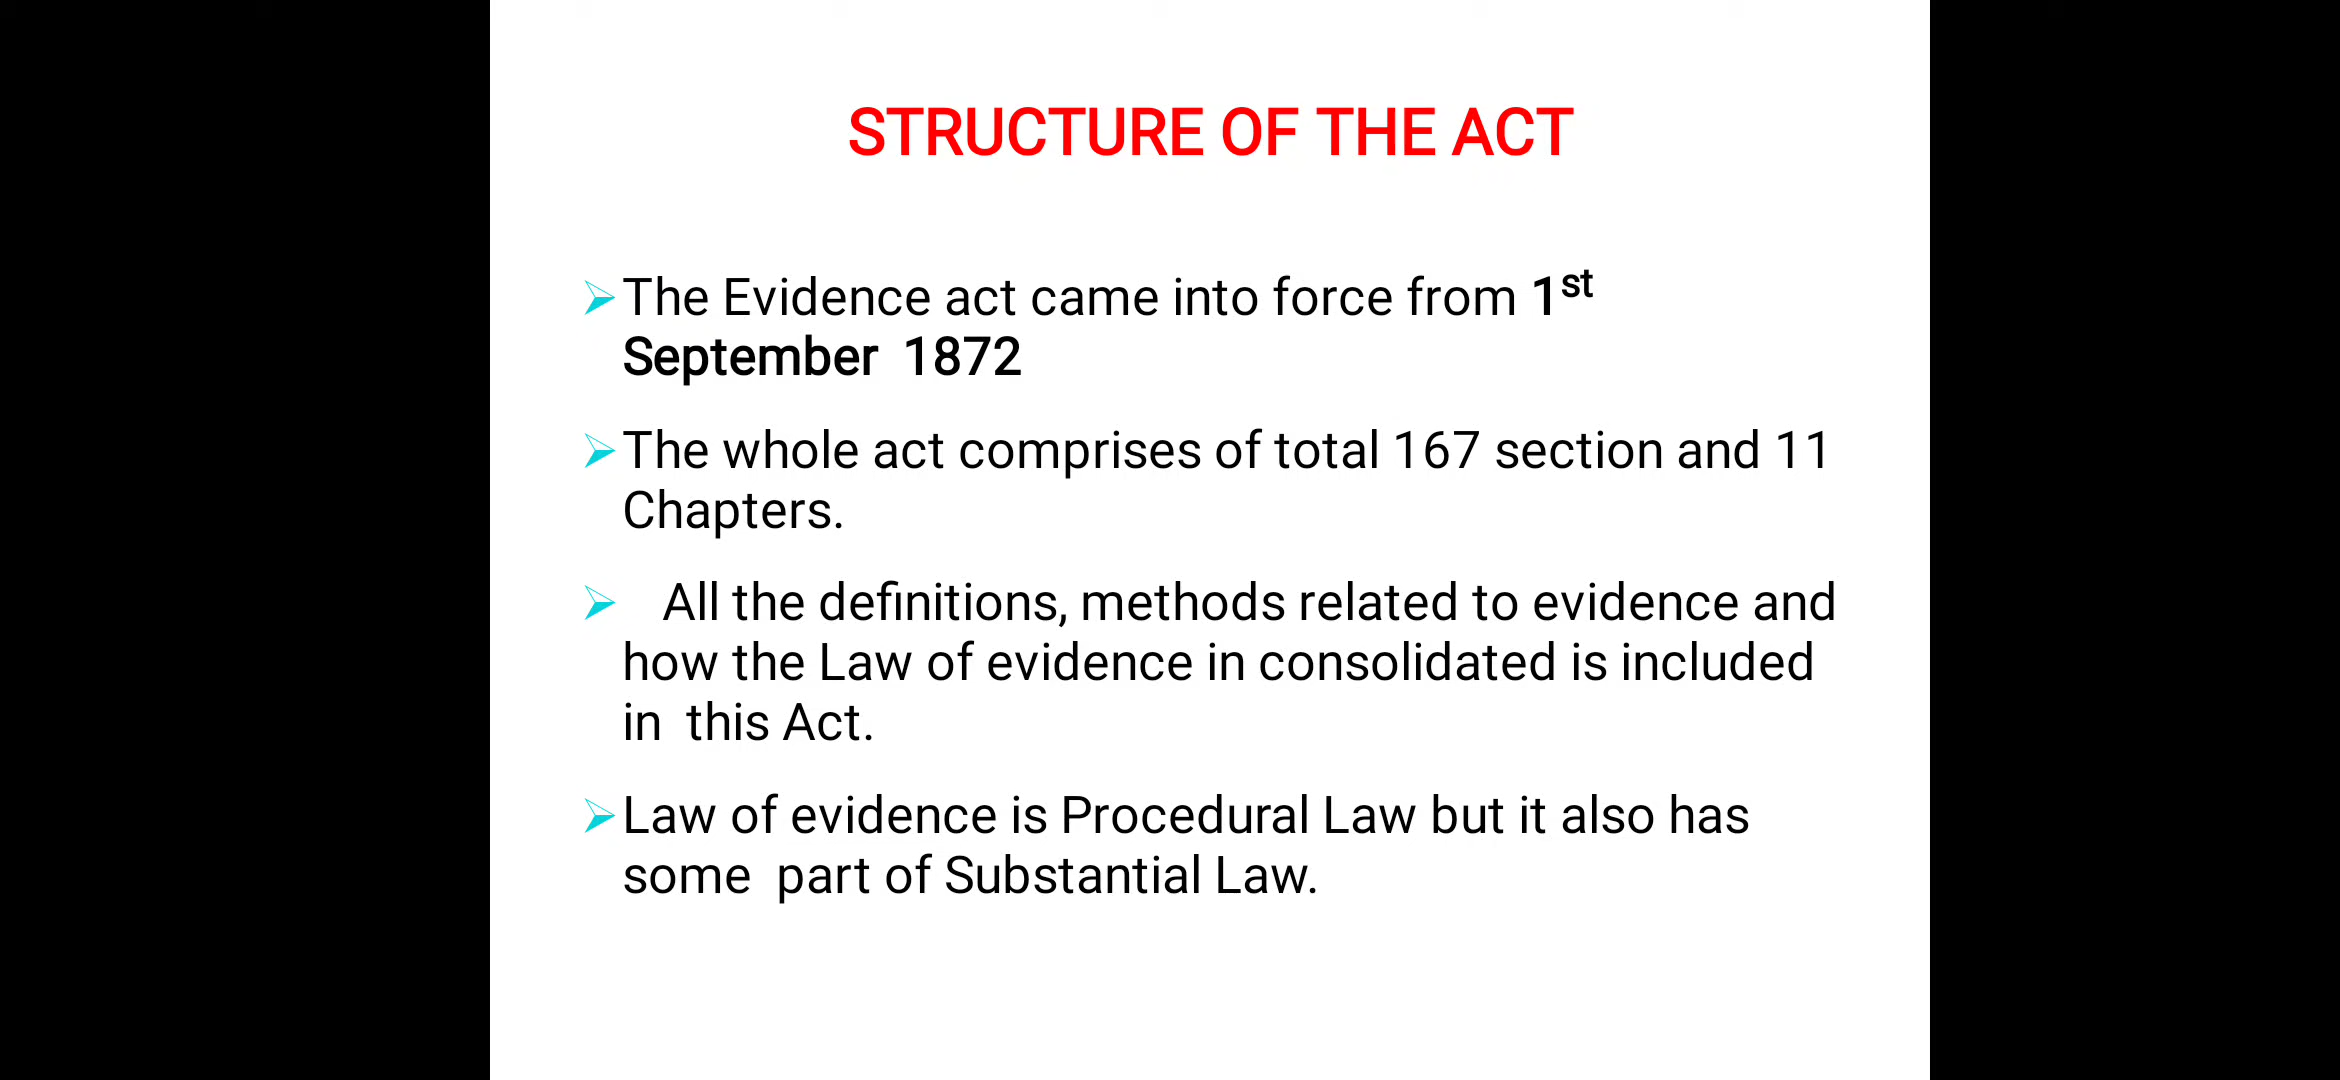 STRUCTURE OF THE ACT
The Evidence act came into force from 1st
September 1872
The whole act comprises of total 167 section and 11
Chapters.
All the definitions, methods related to evidence and
how the Law of evidence in consolidated is included
in this Act.
Law of evidence is Procedural Law but it also has
some part of Substantial Law.